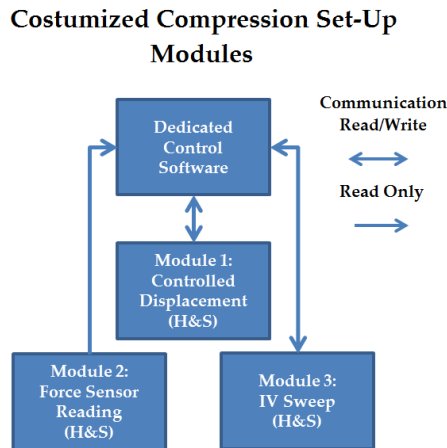 Costumized Compression Set-Up
Modules
Dedicated
Control
Software
Communication
Read/Write
Read Only
Module 1:
Controlled
Displacement
(H&S)
Module 2:
Force Sensor
Reading
(H&S)
Module 3:
IV Sweep
(H&S)